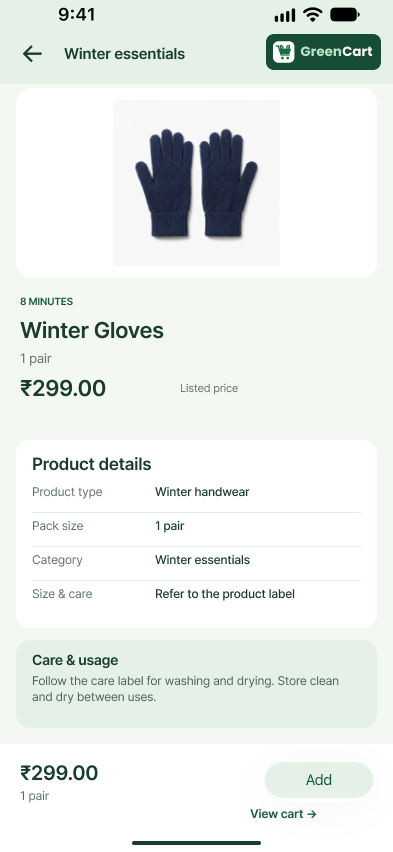 9:41
Winter essentials
GreenCart
8 MINUTES
Winter Gloves
1 pair
₹299.00
Listed price
Product details
Product type Winter handwear
Pack size 1 pair
Category Winter essentials
Size & care Refer to the product label
Care & usage
Follow the care label for washing and drying. Store clean
and dry between uses.
₹299.00
Add
1 pair
View cart →